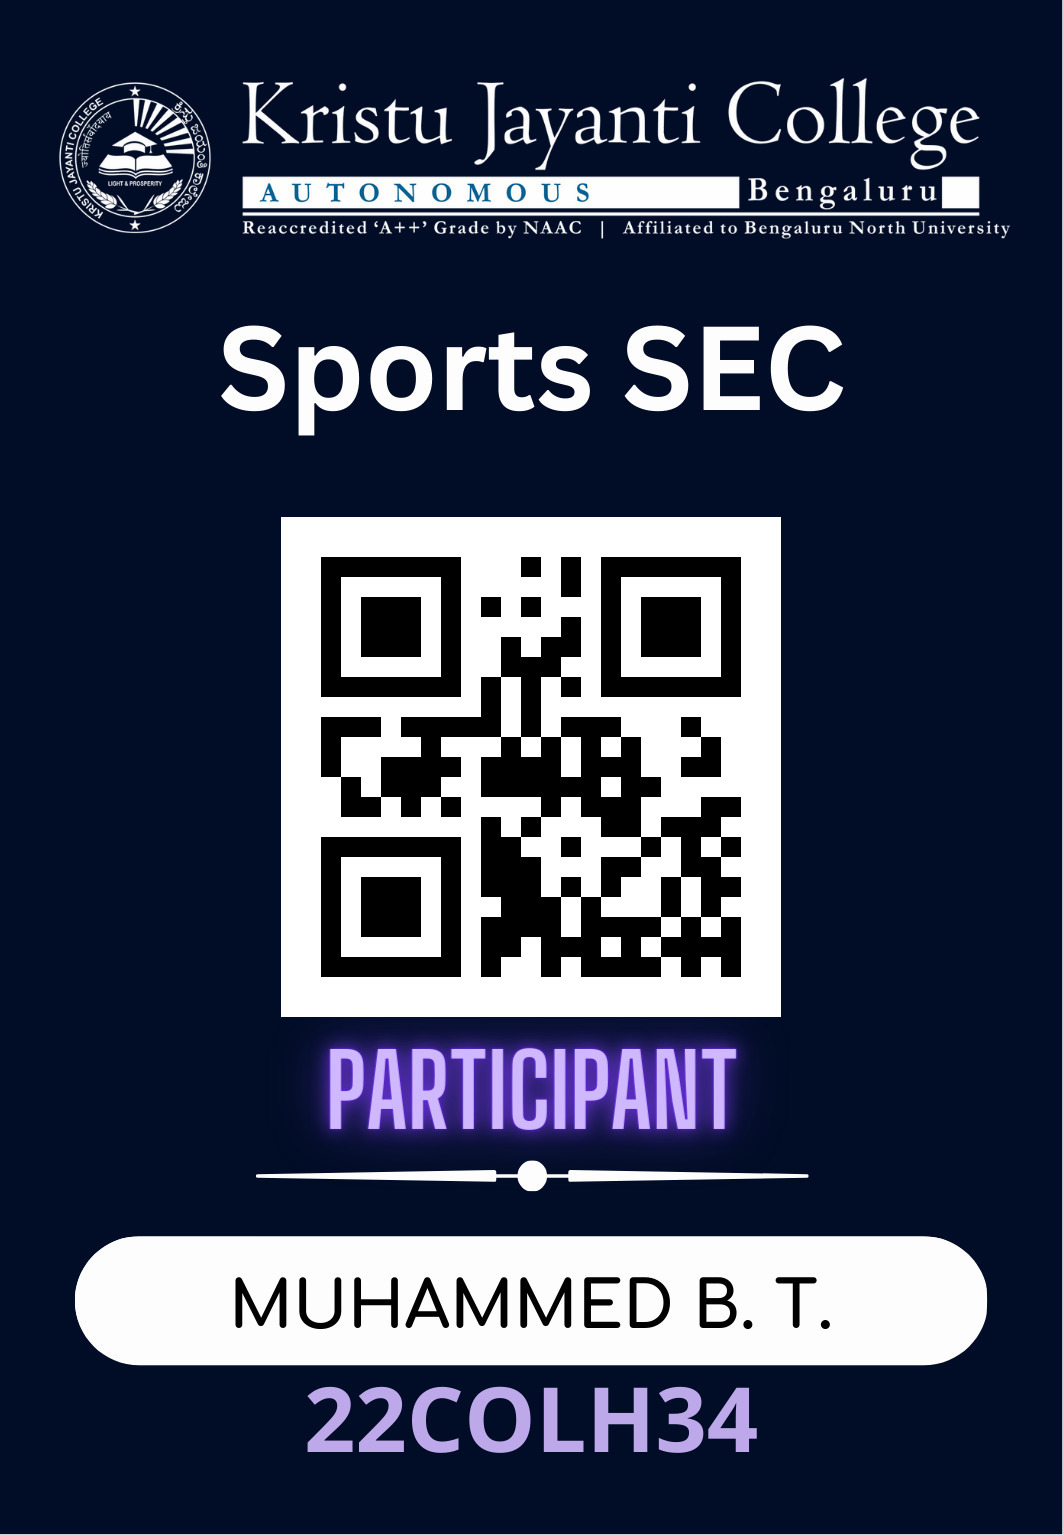 KRISTU JAYANTI COLLEGE
ಕ್ರಿಸ್ತು ಜಯಂತಿ ಕಾಲೇಜು
LIGHT & PROSPERITY
Kristu Jayanti College
AUTONOMOUS Bengaluru
Reaccredited ‘A++’ Grade by NAAC | Affiliated to Bengaluru North University
Sports SEC
PARTICIPANT
MUHAMMED B. T.
22COLH34